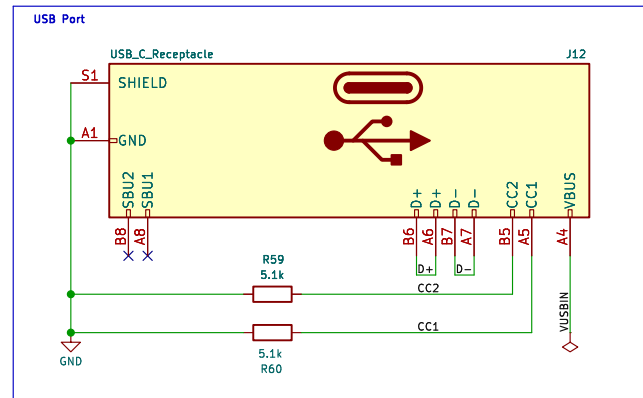 USB Port
USB_C_Receptacle
J12
S1
SHIELD
A1
GND
SBU2
SBU1
D+
D+
D-
D-
CC2
CC1
VBUS
B8
A8
B6
A6
B7
A7
B5
A5
A4
D+
D-
R59
5.1k
CC2
VUSBIN
CC1
GND
5.1k
R60